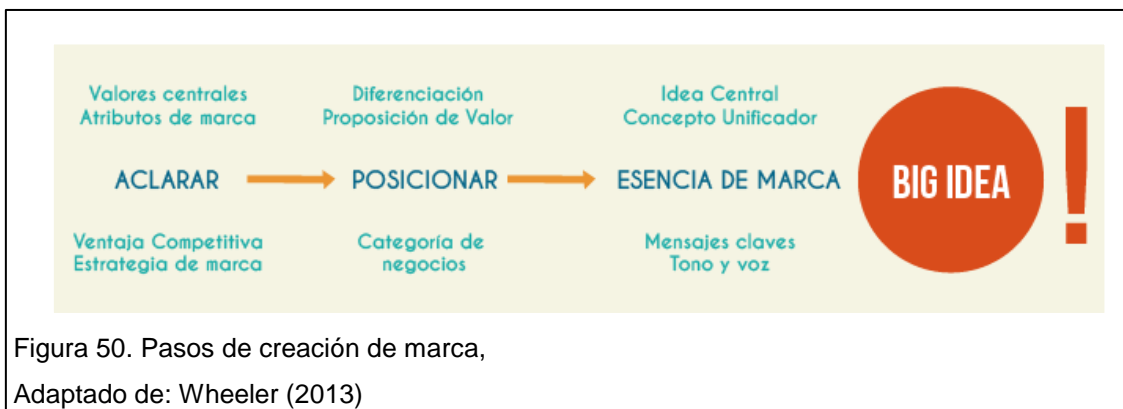 Valores centrales
Atributos de marca
Diferenciación
Proposición de Valor
Idea Central
Concepto Unificador
ACLARAR
POSICIONAR
ESENCIA DE MARCA
BIG IDEA
!
Ventaja Competitiva
Estrategia de marca
Categoría de
negocios
Mensajes claves
Tono y voz
Figura 50. Pasos de creación de marca,
Adaptado de: Wheeler (2013)